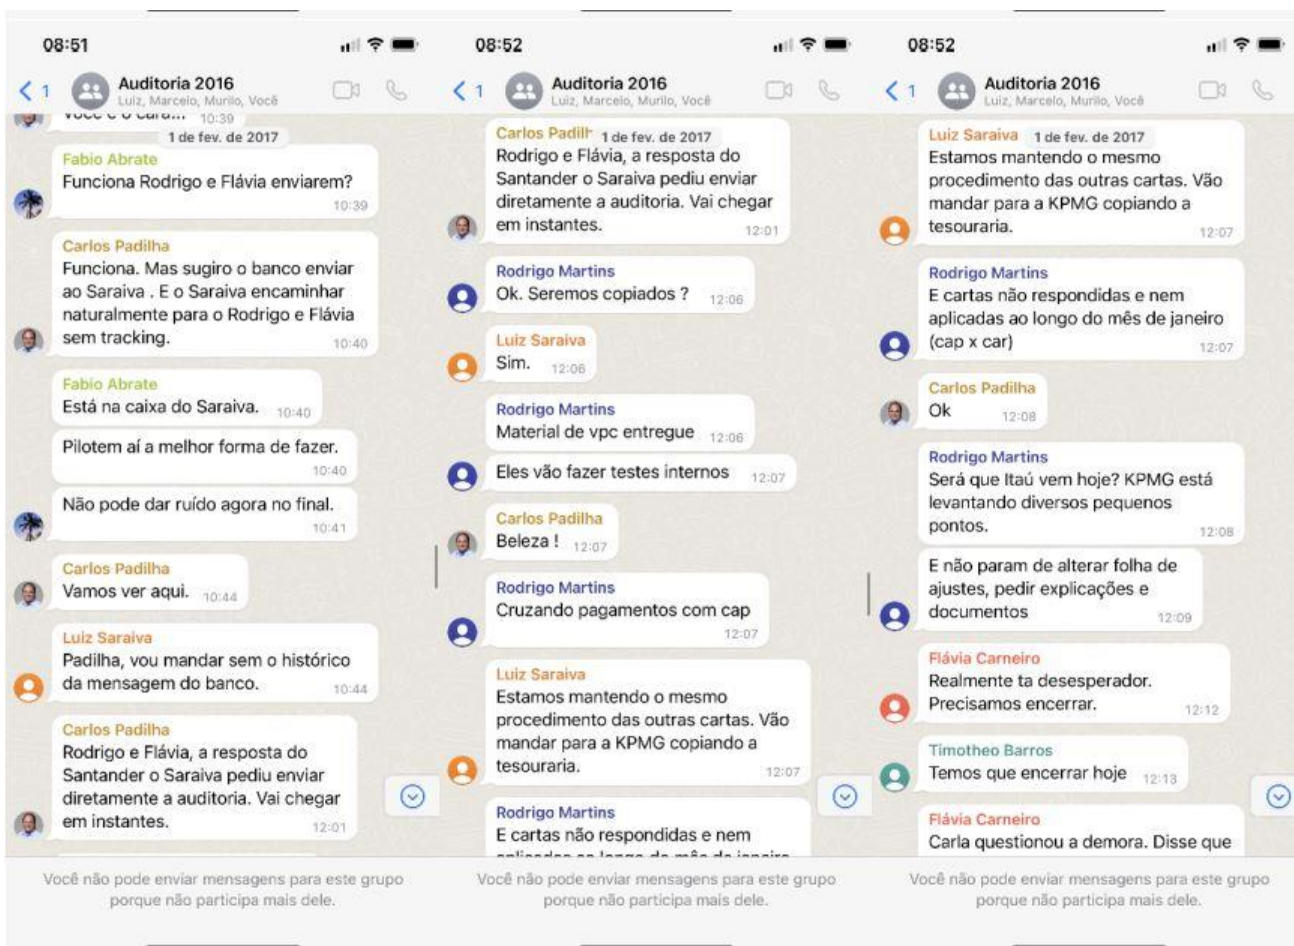 08:51
1
Auditoria 2016
Luiz, Marcelo, Murilo, Você
Você é o cara... 10:39
1 de fev. de 2017
Fabio Abrate
Funciona Rodrigo e Flávia enviarem?
10:39
Carlos Padilha
Funciona. Mas sugiro o banco enviar
ao Saraiva . E o Saraiva encaminhar
naturalmente para o Rodrigo e Flávia
sem tracking.
10:40
Fabio Abrate
Está na caixa do Saraiva. 10:40
Pilotem aí a melhor forma de fazer.
10:40
Não pode dar ruído agora no final.
10:41
Carlos Padilha
Vamos ver aqui. 10:44
Luiz Saraiva
Padilha, vou mandar sem o histórico
da mensagem do banco. 10:44
Carlos Padilha
Rodrigo e Flávia, a resposta do
Santander o Saraiva pediu enviar
diretamente a auditoria. Vai chegar
em instantes. 12:01
Você não pode enviar mensagens para este grupo
porque não participa mais dele.
08:52
1
Auditoria 2016
Luiz, Marcelo, Murilo, Você
Carlos Padilh 1 de fev. de 2017
Rodrigo e Flávia, a resposta do
Santander o Saraiva pediu enviar
diretamente a auditoria. Vai chegar
em instantes. 12:01
Rodrigo Martins
Ok. Seremos copiados ? 12:06
Luiz Saraiva
Sim. 12:06
Rodrigo Martins
Material de vpc entregue 12:06
Eles vão fazer testes internos 12:07
Carlos Padilha
Beleza ! 12:07
Rodrigo Martins
Cruzando pagamentos com cap
12:07
Luiz Saraiva
Estamos mantendo o mesmo
procedimento das outras cartas. Vão
mandar para a KPMG copiando a
tesouraria. 12:07
Rodrigo Martins
E cartas não respondidas e nem
aplicadas ao longo do mês de janeiro
Você não pode enviar mensagens para este grupo
porque não participa mais dele.
08:52
1
Auditoria 2016
Luiz, Marcelo, Murilo, Você
Luiz Saraiva 1 de fev. de 2017
Estamos mantendo o mesmo
procedimento das outras cartas. Vão
mandar para a KPMG copiando a
tesouraria. 12:07
Rodrigo Martins
E cartas não respondidas e nem
aplicadas ao longo do mês de janeiro
(cap x car) 12:07
Carlos Padilha
Ok 12:08
Rodrigo Martins
Será que Itaú vem hoje? KPMG está
levantando diversos pequenos
pontos. 12:08
E não param de alterar folha de
ajustes, pedir explicações e
documentos 12:09
Flávia Carneiro
Realmente ta desesperador.
Precisamos encerrar. 12:12
Timotheo Barros
Temos que encerrar hoje 12:13
Flávia Carneiro
Carla questionou a demora. Disse que
Você não pode enviar mensagens para este grupo
porque não participa mais dele.